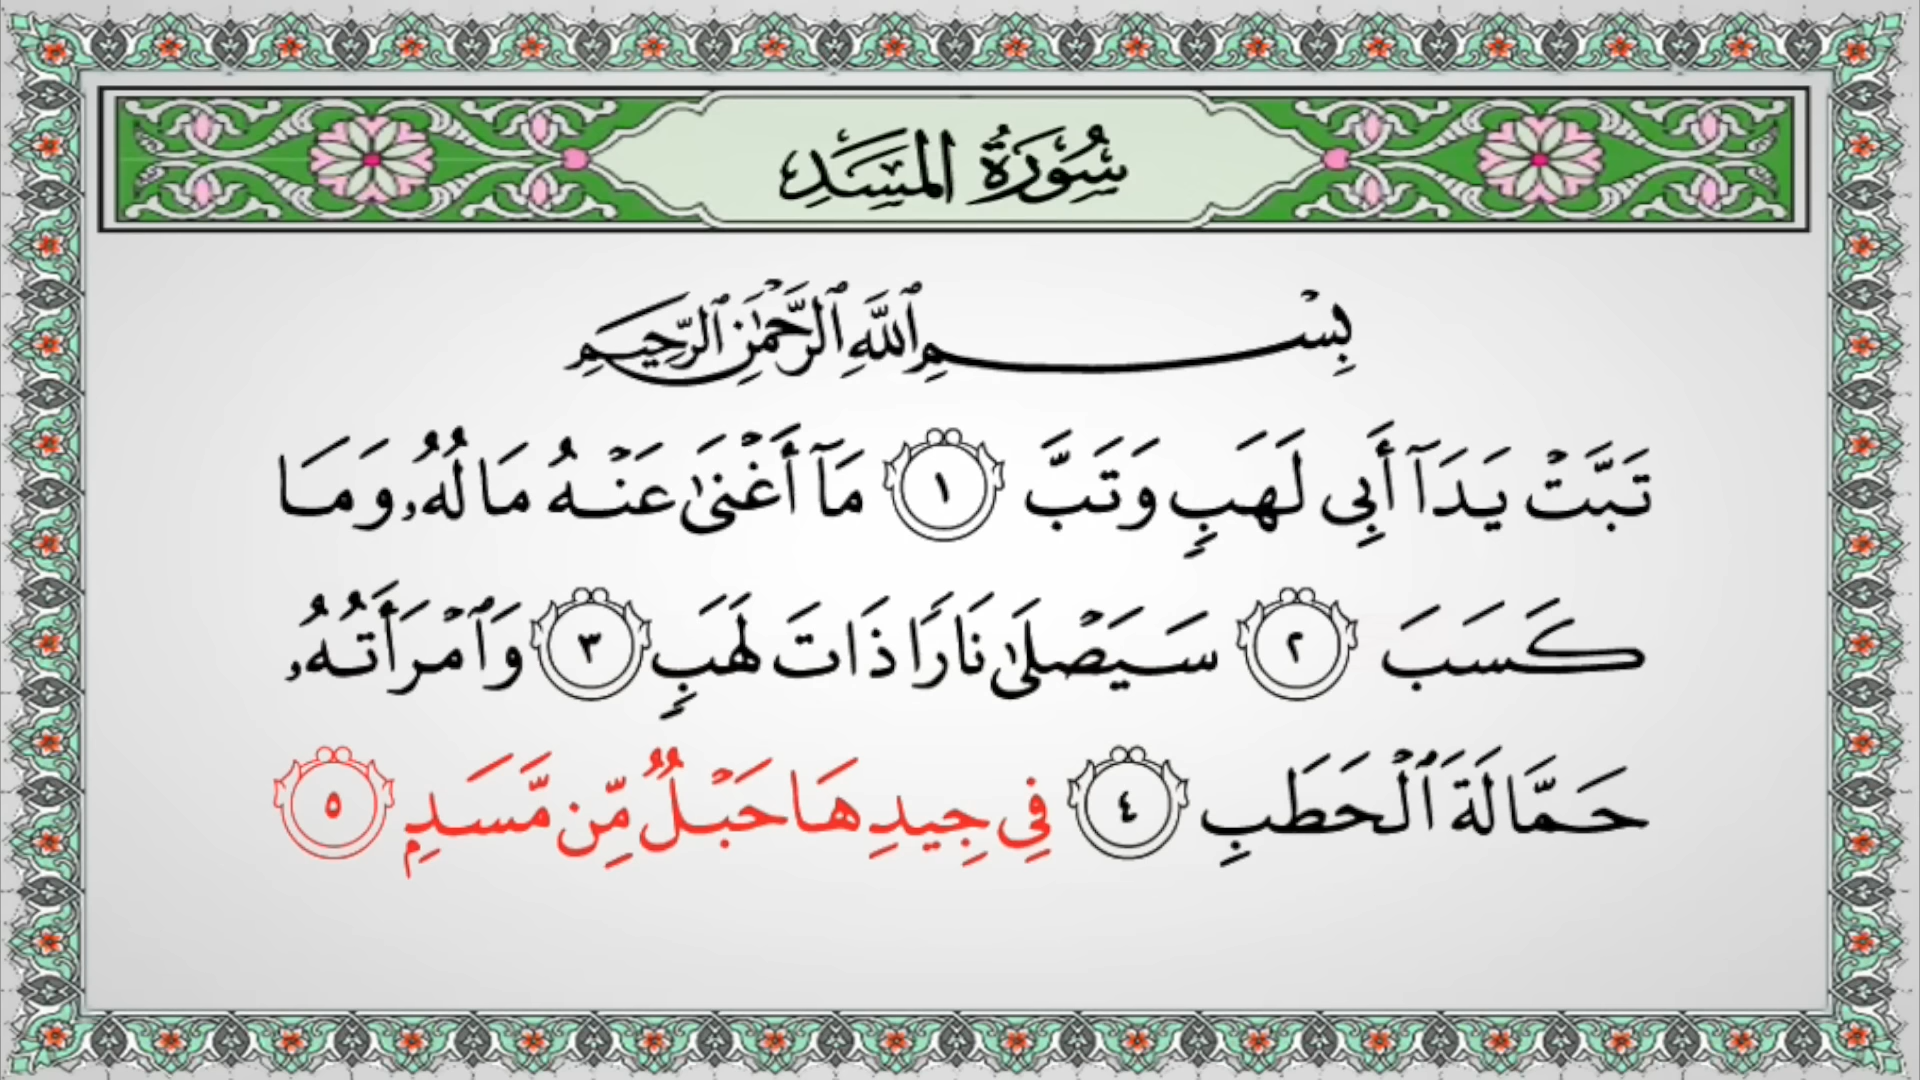 سُورَةُ المَسَدِ
بِسْمِ ٱللَّهِ ٱلرَّحْمَٰنِ ٱلرَّحِيمِ
تَبَّتْ يَدَآ أَبِى لَهَبٍ وَتَبَّ ١ مَآ أَغْنَىٰ عَنْهُ مَالُهُۥ وَمَا
كَسَبَ ٢ سَيَصْلَىٰ نَارًا ذَاتَ لَهَبٍ ٣ وَٱمْرَأَتُهُۥ
حَمَّالَةَ ٱلْحَطَبِ ٤ فِى جِيدِهَا حَبْلٌ مِّن مَّسَدٍۭ ٥